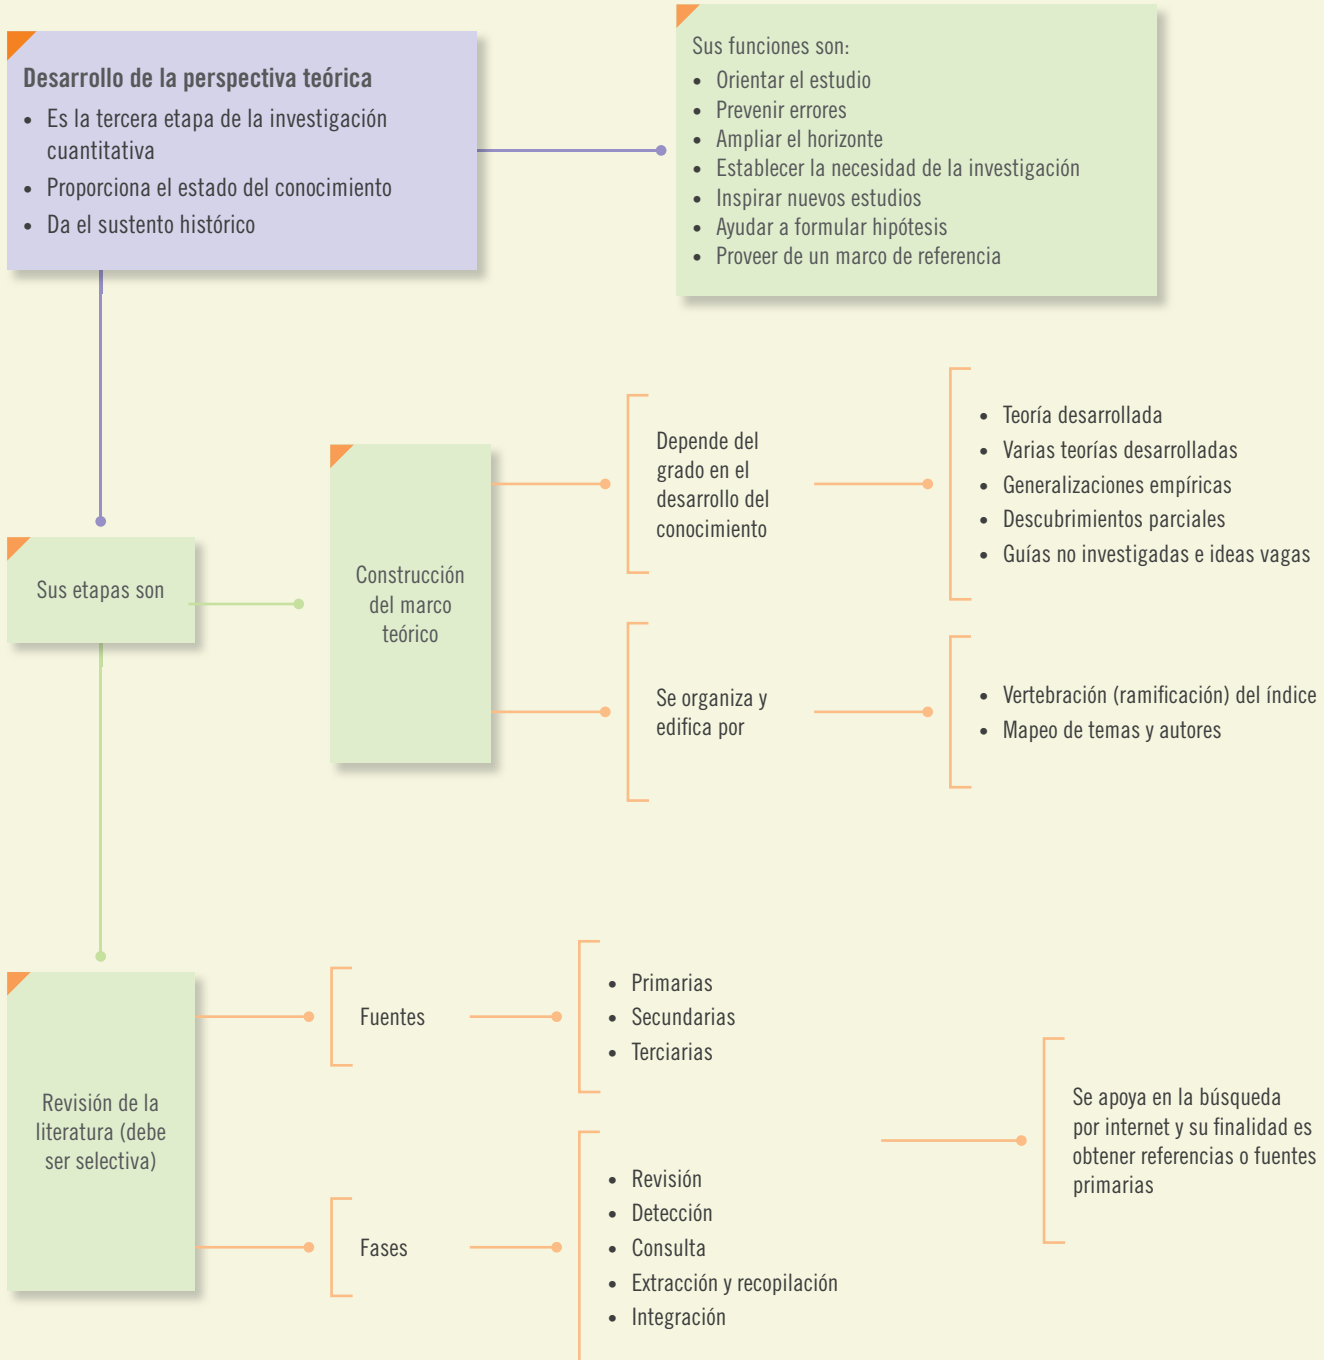 Desarrollo de la perspectiva teórica
• Es la tercera etapa de la investigación
cuantitativa
• Proporciona el estado del conocimiento
• Da el sustento histórico
Sus funciones son:
• Orientar el estudio
• Prevenir errores
• Ampliar el horizonte
• Establecer la necesidad de la investigación
• Inspirar nuevos estudios
• Ayudar a formular hipótesis
• Proveer de un marco de referencia
Sus etapas son
Construcción
del marco
teórico
Depende del
grado en el
desarrollo del
conocimiento
• Teoría desarrollada
• Varias teorías desarrolladas
• Generalizaciones empíricas
• Descubrimientos parciales
• Guías no investigadas e ideas vagas
Se organiza y
edifica por
• Vertebración (ramificación) del índice
• Mapeo de temas y autores
Revisión de la
literatura (debe
ser selectiva)
Fuentes
• Primarias
• Secundarias
• Terciarias
Fases
• Revisión
• Detección
• Consulta
• Extracción y recopilación
• Integración
Se apoya en la búsqueda
por internet y su finalidad es
obtener referencias o fuentes
primarias